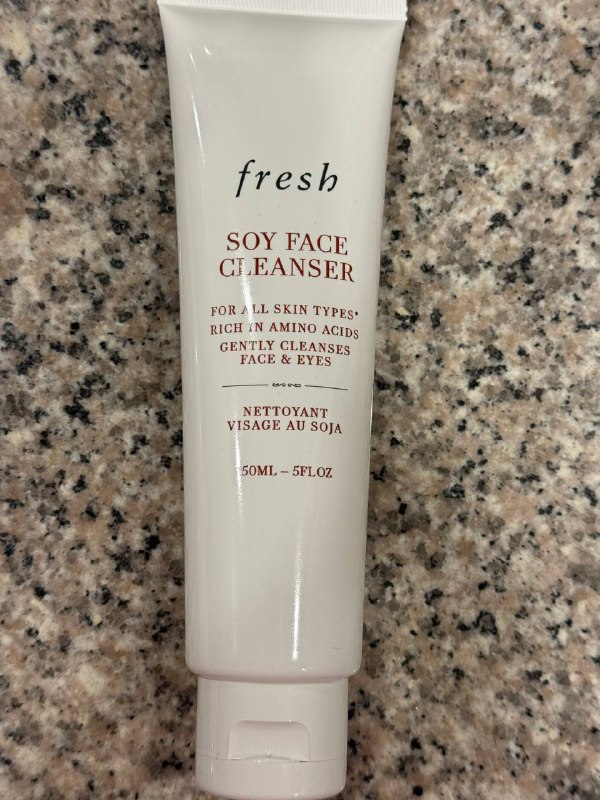 fresh
SOY FACE
CLEANSER
FOR ALL SKIN TYPES*
RICH IN AMINO ACIDS
GENTLY CLEANSES
FACE & EYES
NETTOYANT
VISAGE AU SOJA
50ML – 5FLOZ